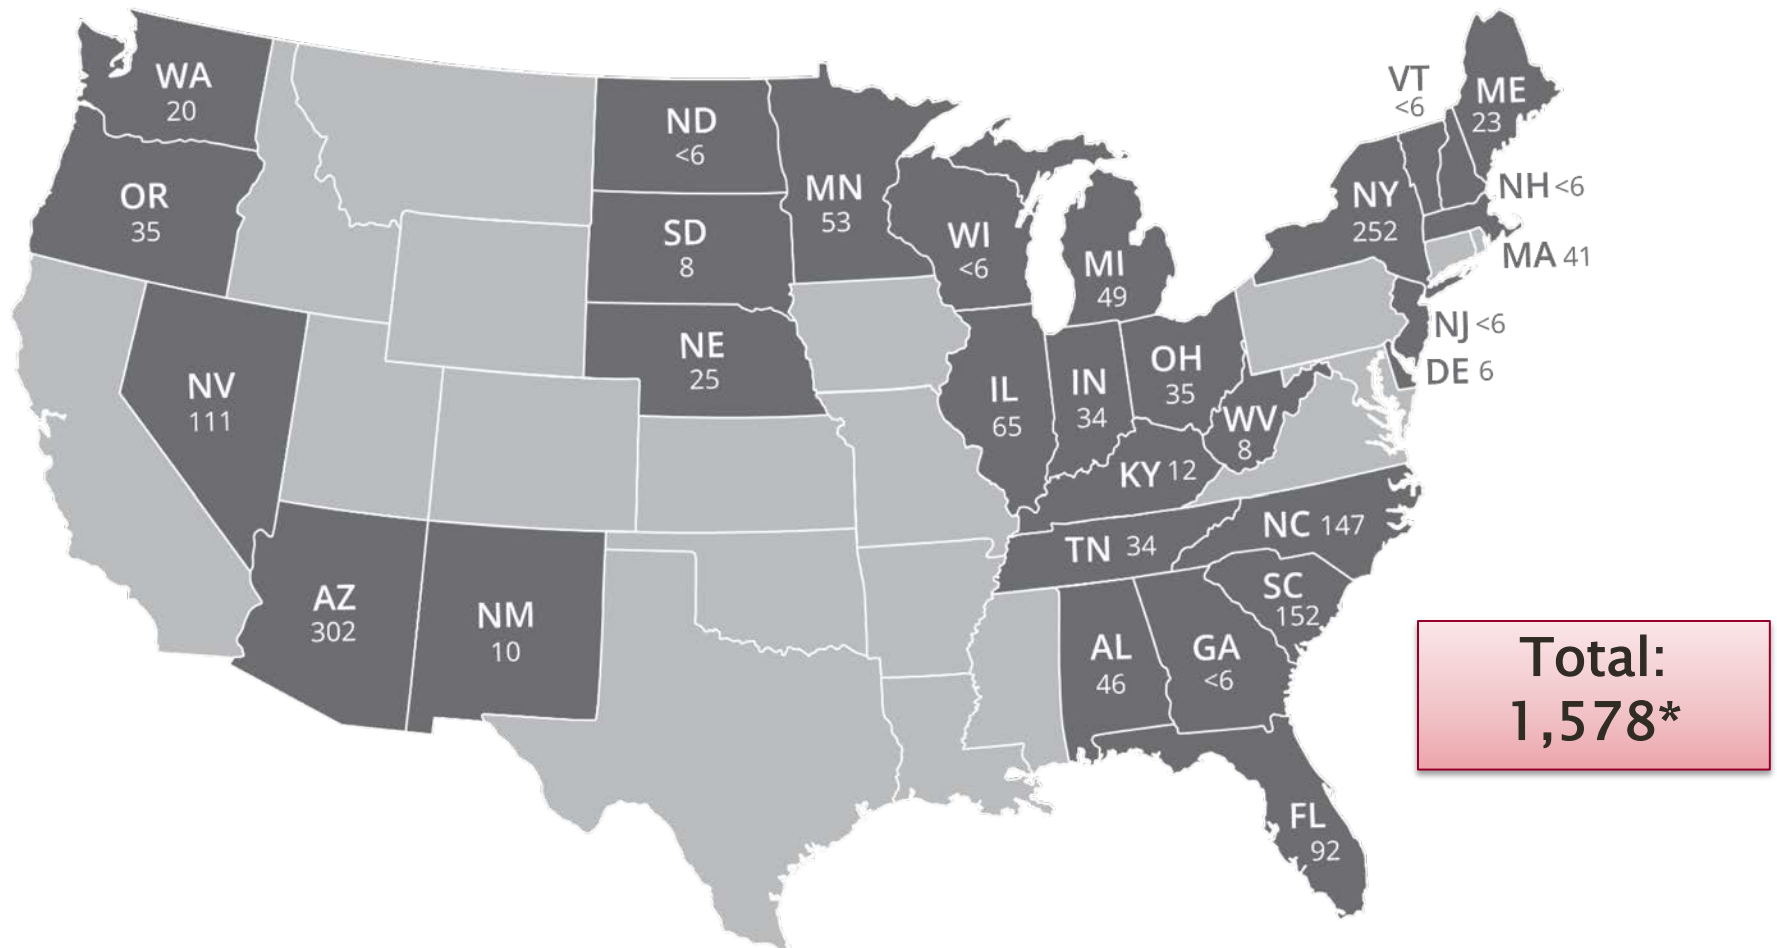 WA
20
OR
35
NV
111
AZ
302
NM
10
ND
<6
SD
8
NE
25
MN
53
WI
<6
IL
65
MI
49
IN
34
OH
35
KY 12
WV
8
TN 34
NC 147
SC
152
AL
46
GA
<6
FL
92
VT
<6
ME
23
NY
252
NH <6
MA 41
NJ <6
DE 6
Total:
1,578*